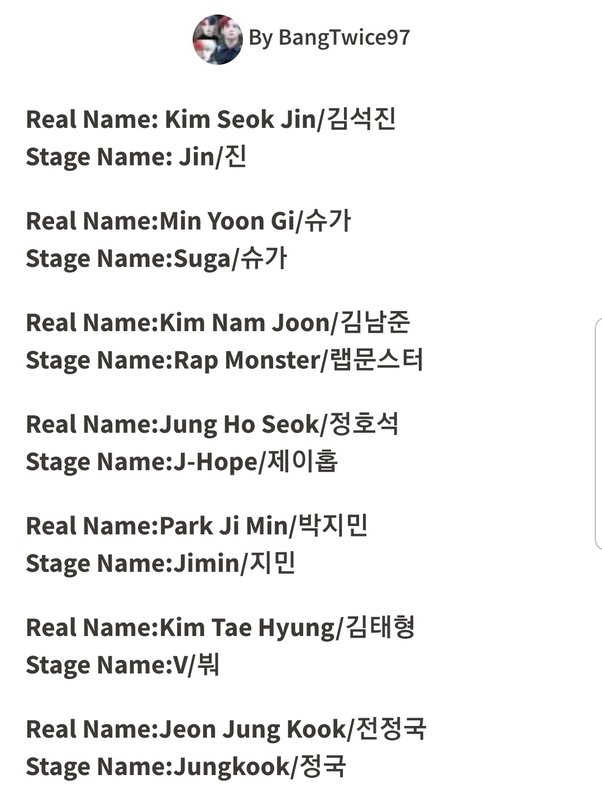 By BangTwice97
Real Name: Kim Seok Jin/김석진
Stage Name: Jin/진
Real Name:Min Yoon Gi/슈가
Stage Name:Suga/슈가
Real Name:Kim Nam Joon/김남준
Stage Name:Rap Monster/랩문스터
Real Name:Jung Ho Seok/정호석
Stage Name:J-Hope/제이홉
Real Name:Park Ji Min/박지민
Stage Name:Jimin/지민
Real Name:Kim Tae Hyung/김태형
Stage Name:V/뷔
Real Name:Jeon Jung Kook/전정국
Stage Name:Jungkook/정국